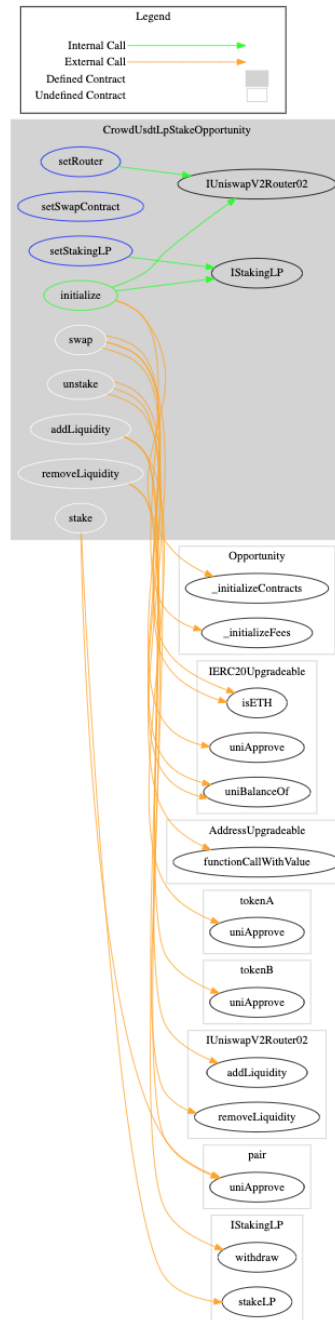 Legend
Internal Call
External Call
Defined Contract
Undefined Contract
CrowdUsdtLpStakeOpportunity
setRouter
IUniswapV2Router02
setSwapContract
setStakingLP
IStakingLP
initialize
swap
unstake
addLiquidity
removeLiquidity
stake
Opportunity
_initializeContracts
_initializeFees
IERC20Upgradeable
isETH
uniApprove
uniBalanceOf
AddressUpgradeable
functionCallWithValue
tokenA
uniApprove
tokenB
uniApprove
IUniswapV2Router02
addLiquidity
removeLiquidity
pair
uniApprove
IStakingLP
withdraw
stakeLP